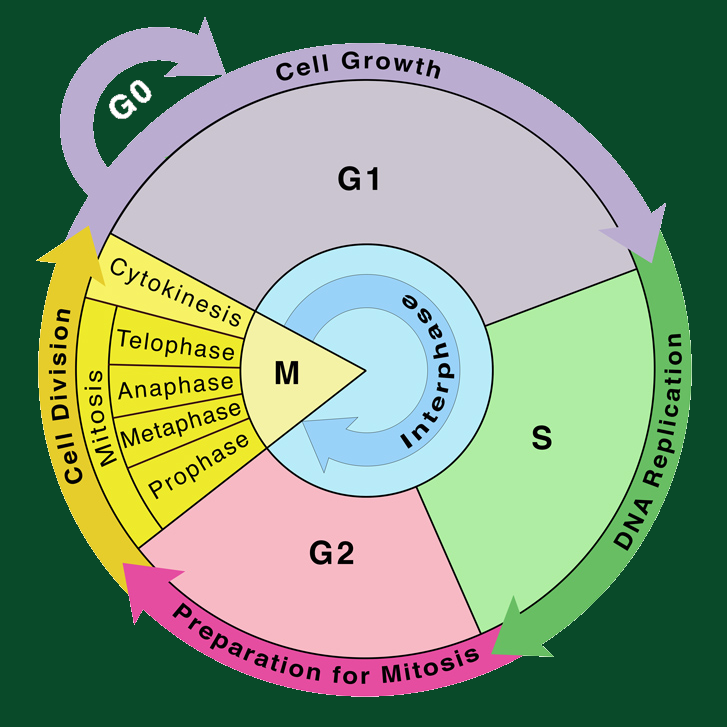 Cell Growth
G0
G1
Cytokinesis
Telophase
Anaphase
Metaphase
Prophase
Mitosis
Cell Division
M
Interphase
S
DNA Replication
G2
Preparation for Mitosis